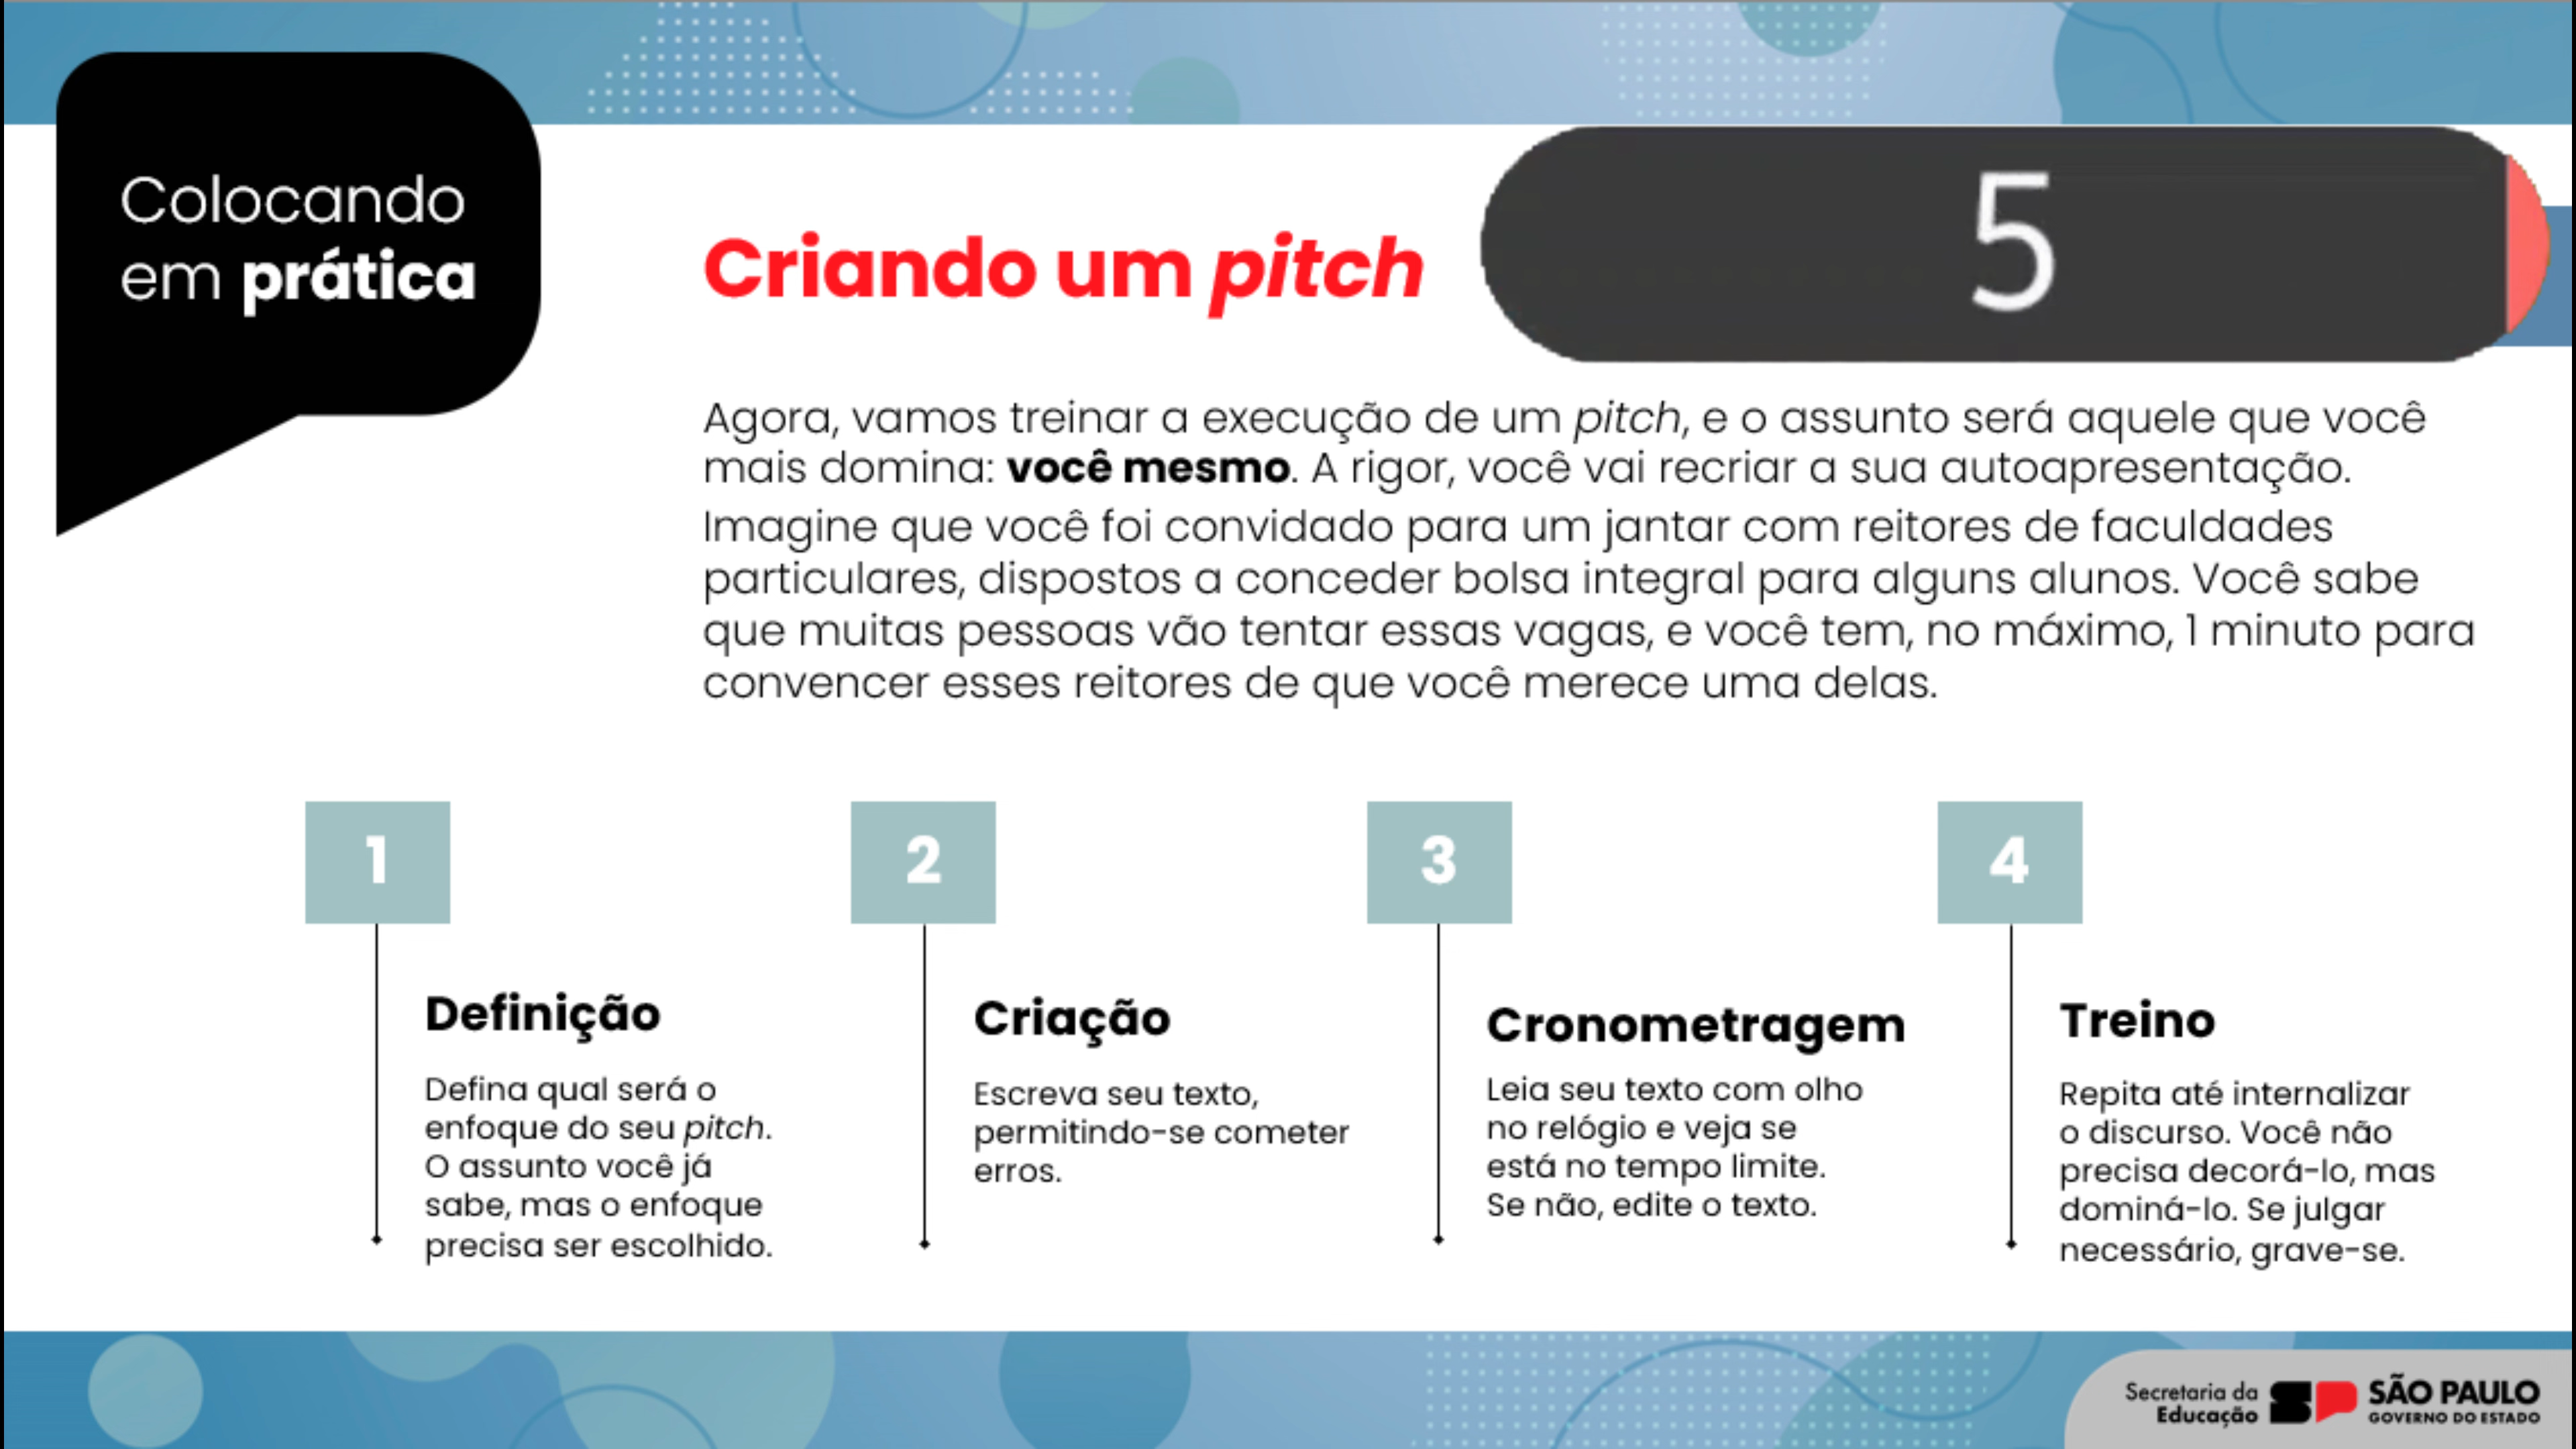 Colocando
em prática
Criando um pitch
5
Agora, vamos treinar a execução de um pitch, e o assunto será aquele que você
mais domina: você mesmo. A rigor, você vai recriar a sua autoapresentação.
Imagine que você foi convidado para um jantar com reitores de faculdades
particulares, dispostos a conceder bolsa integral para alguns alunos. Você sabe
que muitas pessoas vão tentar essas vagas, e você tem, no máximo, 1 minuto para
convencer esses reitores de que você merece uma delas.
1
Definição
Defina qual será o
enfoque do seu pitch.
O assunto você já
sabe, mas o enfoque
precisa ser escolhido.
2
Criação
Escreva seu texto,
permitindo-se cometer
erros.
3
Cronometragem
Leia seu texto com olho
no relógio e veja se
está no tempo limite.
Se não, edite o texto.
4
Treino
Repita até internalizar
o discurso. Você não
precisa decorá-lo, mas
dominá-lo. Se julgar
necessário, grave-se.
Secretaria da
Educação
SÃO PAULO
GOVERNO DO ESTADO